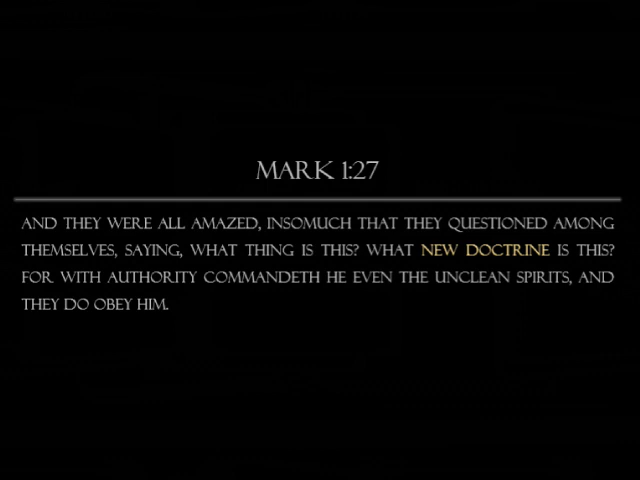 MARK 1:27
AND THEY WERE ALL AMAZED, INSOMUCH THAT THEY QUESTIONED AMONG
THEMSELVES, SAYING, WHAT THING IS THIS? WHAT NEW DOCTRINE IS THIS?
FOR WITH AUTHORITY COMMANDETH HE EVEN THE UNCLEAN SPIRITS, AND
THEY DO OBEY HIM.